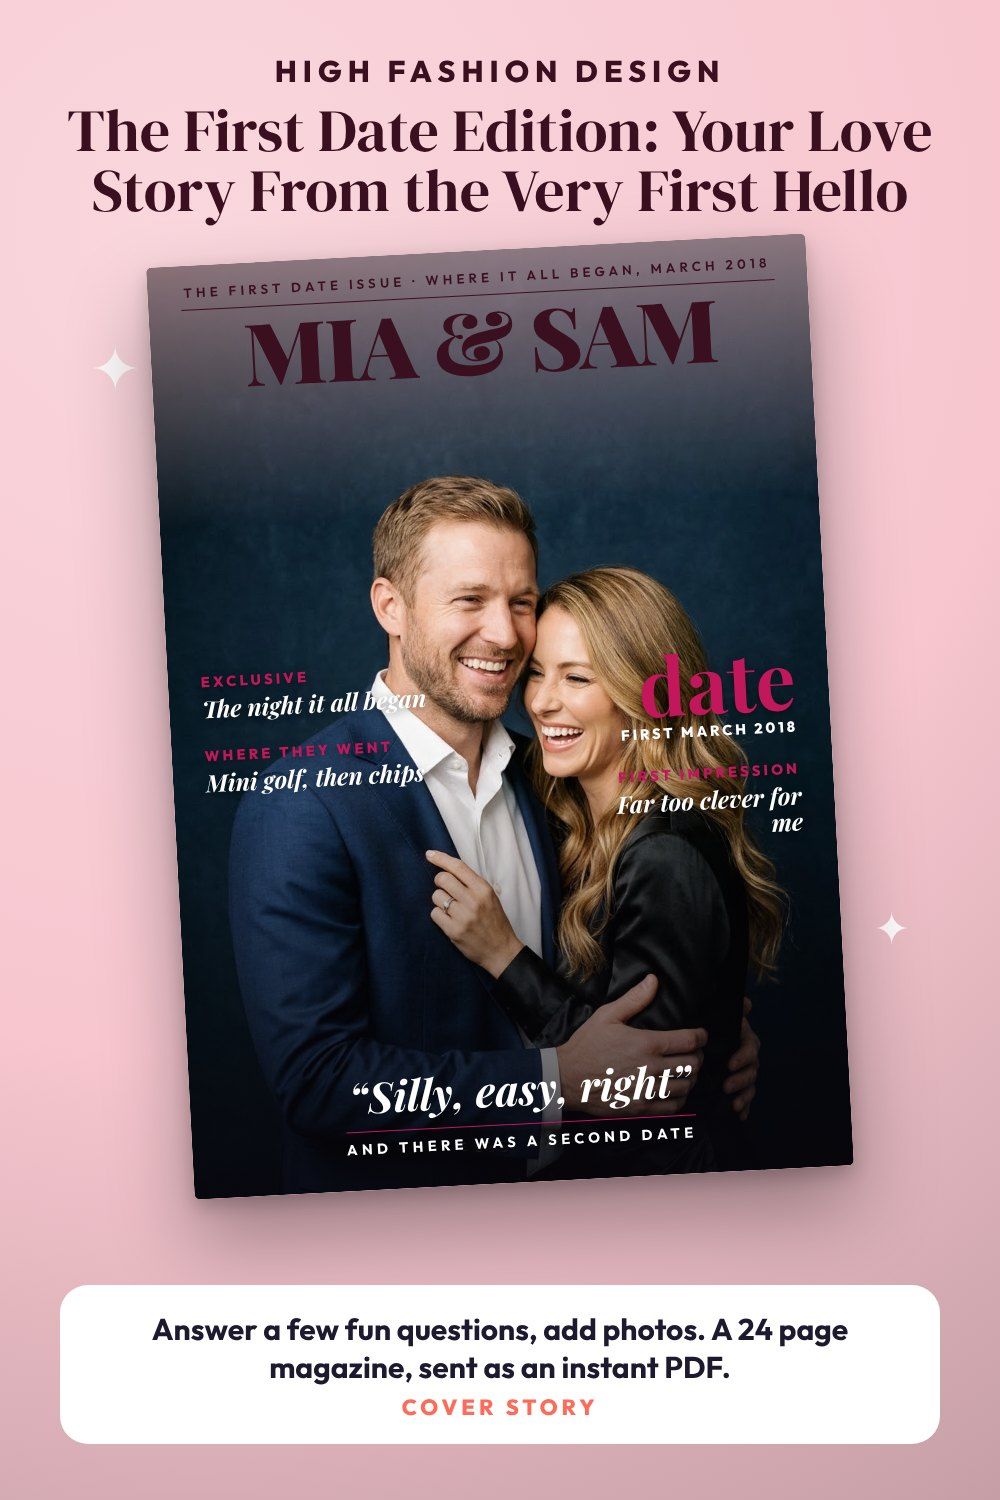 HIGH FASHION DESIGN
The First Date Edition: Your Love
Story From the Very First Hello
THE FIRST DATE ISSUE · WHERE IT ALL BEGAN, MARCH 2018
MIA & SAM
EXCLUSIVE
The night it all began
WHERE THEY WENT
Mini golf, then chips
date
FIRST MARCH 2018
FIRST IMPRESSION
Far too clever for
me
“Silly, easy, right”
AND THERE WAS A SECOND DATE
Answer a few fun questions, add photos. A 24 page
magazine, sent as an instant PDF.
COVER STORY